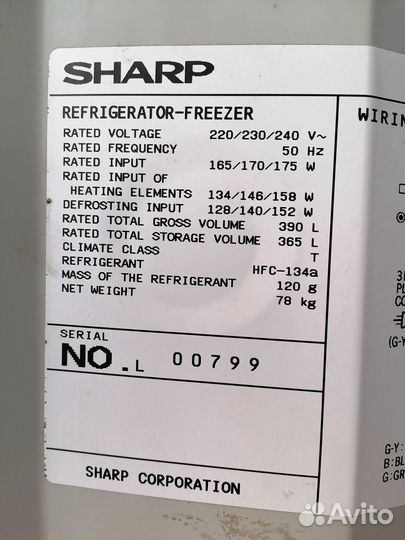 SHARP
REFRIGERATOR-FREEZER
RATED VOLTAGE 220/230/240 V~
RATED FREQUENCY 50 Hz
RATED INPUT 165/170/175 W
RATED INPUT OF
HEATING ELEMENTS 134/146/158 W
DEFROSTING INPUT 128/140/152 W
RATED TOTAL GROSS VOLUME 390 L
RATED TOTAL STORAGE VOLUME 365 L
CLIMATE CLASS T
REFRIGERANT HFC-134a
MASS OF THE REFRIGERANT 120 g
NET WEIGHT 78 kg
SERIAL
NO. L 00799
SHARP CORPORATION
G-Y:
B:BL
G:GR
Avito